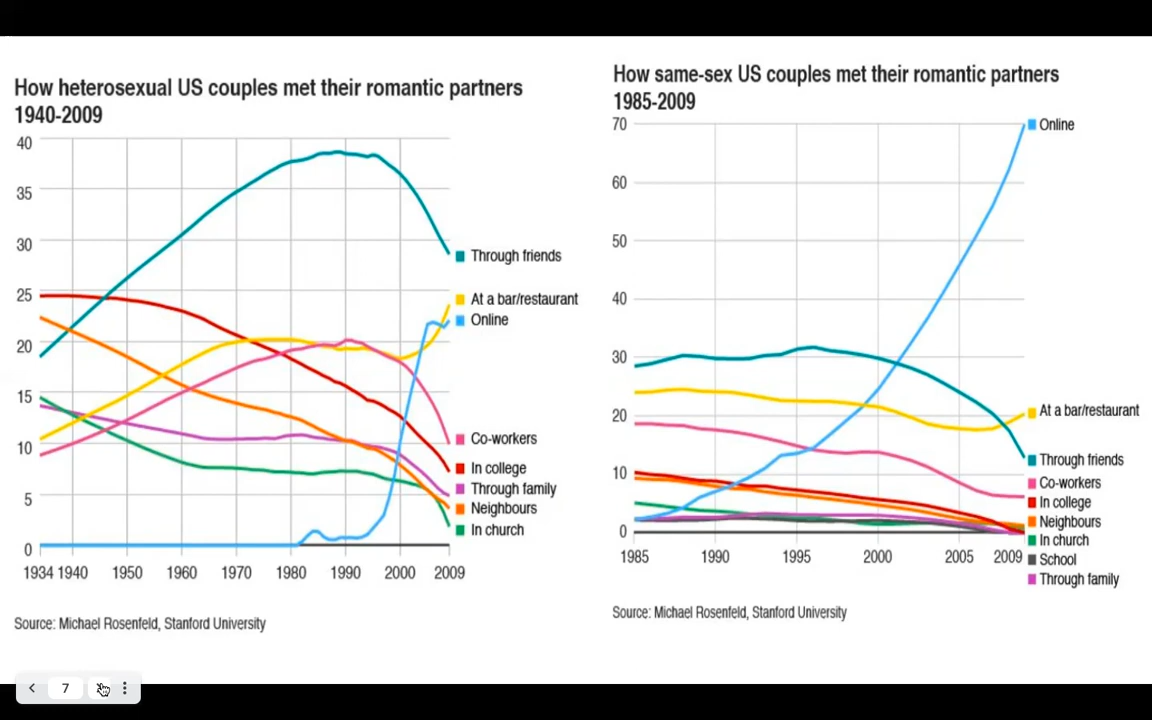 How heterosexual US couples met their romantic partners
1940-2009
40
35
30
25
20
15
10
5
0
1934 1940 1950 1960 1970 1980 1990 2000 2009
Through friends
At a bar/restaurant
Online
Co-workers
In college
Through family
Neighbours
In church
Source: Michael Rosenfeld, Stanford University
How same-sex US couples met their romantic partners
1985-2009
70
60
50
40
30
20
10
0
1985 1990 1995 2000 2005 2009
Online
At a bar/restaurant
Through friends
Co-workers
In college
Neighbours
In church
School
Through family
Source: Michael Rosenfeld, Stanford University
7